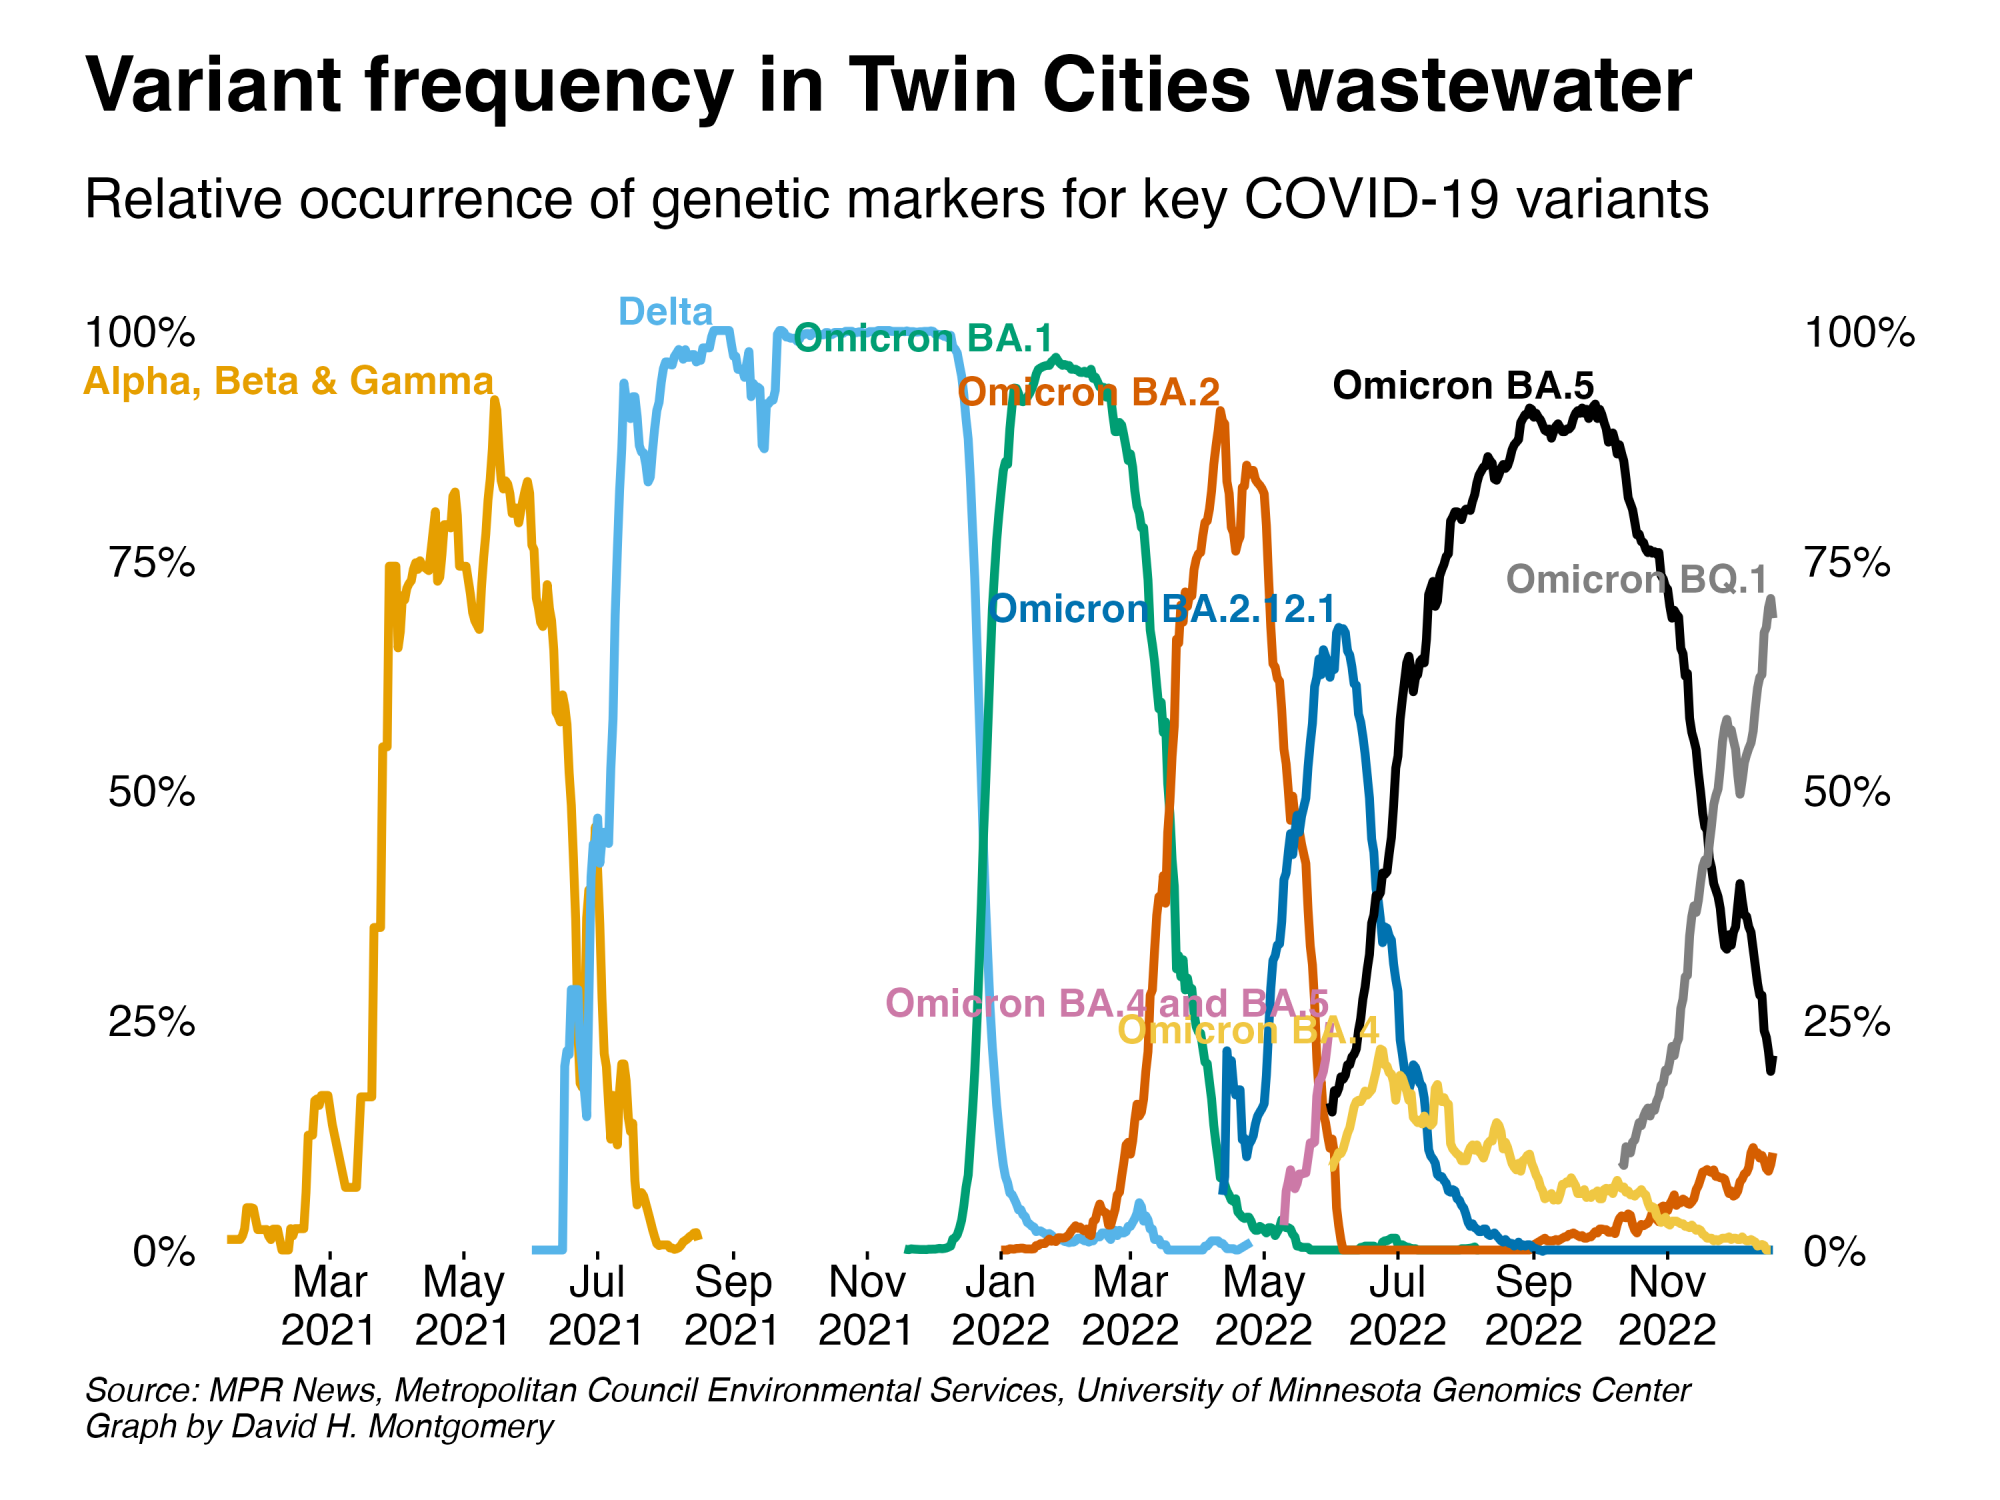 Variant frequency in Twin Cities wastewater
Relative occurrence of genetic markers for key COVID-19 variants
Delta
100%
Omicron BA.1
100%
Alpha, Beta & Gamma
Omicron BA.2
Omicron BA.5
75%
75%
Omicron BQ.1
Omicron BA.2.12.1
50%
50%
Omicron BA.4 and BA.5
25%
Omicron BA.4
25%
0%
0%
Mar May Jul Sep Nov Jan Mar May Jul Sep Nov
2021 2021 2021 2021 2021 2022 2022 2022 2022 2022 2022
Source: MPR News, Metropolitan Council Environmental Services, University of Minnesota Genomics Center
Graph by David H. Montgomery